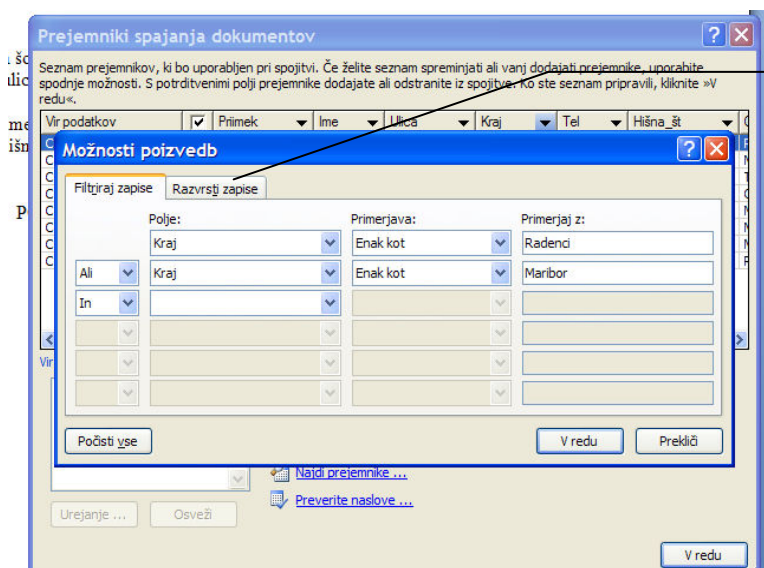 Prejemniki spajanja dokumentov
Seznam prejemnikov, ki bo uporabljen pri spojitvi. Če želite seznam spreminjati ali vanj dodajati prejemnike, uporabite
spodnje možnosti. S potrditvenimi polji prejemnike dodajate ali odstranite iz spojitve. Ko ste seznam pripravili, kliknite »V
redu«.
Vir podatkov Priimek Ime Ulica Kraj Tel Hišna_št
Možnosti poizvedb
Filtriraj zapise Razvrsti zapise
Polje: Primerjava: Primerjaj z:
Kraj Enak kot Radenci
Ali Kraj Enak kot Maribor
In
Vir
Počisti vse V redu Prekliči
Najdi prejemnike ...
Preverite naslove ...
Urejanje ... Osveži
V redu